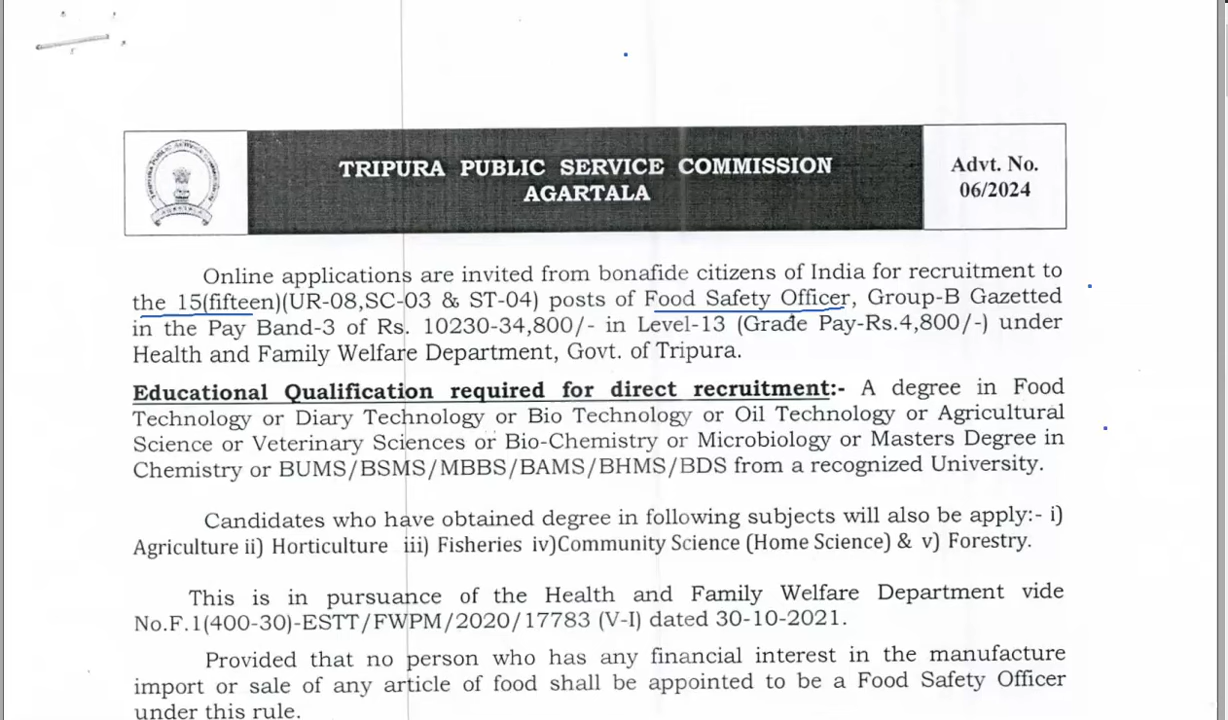 TRIPURA PUBLIC SERVICE COMMISSION
AGARTALA
Advt. No.
06/2024
Online applications are invited from bonafide citizens of India for recruitment to
the 15(fifteen)(UR-08,SC-03 & ST-04) posts of Food Safety Officer, Group-B Gazetted
in the Pay Band-3 of Rs. 10230-34,800/- in Level-13 (Grade Pay-Rs.4,800/-) under
Health and Family Welfare Department, Govt. of Tripura.
Educational Qualification required for direct recruitment:- A degree in Food
Technology or Diary Technology or Bio Technology or Oil Technology or Agricultural
Science or Veterinary Sciences or Bio-Chemistry or Microbiology or Masters Degree in
Chemistry or BUMS/BSMS/MBBS/BAMS/BHMS/BDS from a recognized University.
Candidates who have obtained degree in following subjects will also be apply:- i)
Agriculture ii) Horticulture iii) Fisheries iv)Community Science (Home Science) & v) Forestry.
This is in pursuance of the Health and Family Welfare Department vide
No.F.1(400-30)-ESTT/FWPM/2020/17783 (V-I) dated 30-10-2021.
Provided that no person who has any financial interest in the manufacture
import or sale of any article of food shall be appointed to be a Food Safety Officer
under this rule.